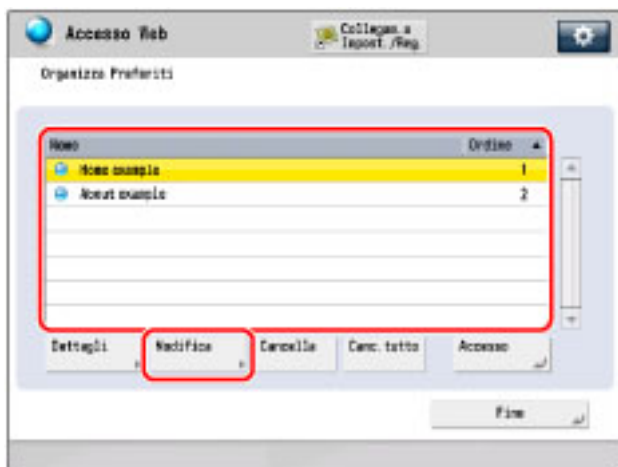 Accesso Web
Collegam.a
Impost./Reg.
Organizza Preferiti
Nome Ordine
Home example 1
About example 2
Dettagli Modifica Cancella Canc.tutto Accesso
Fine